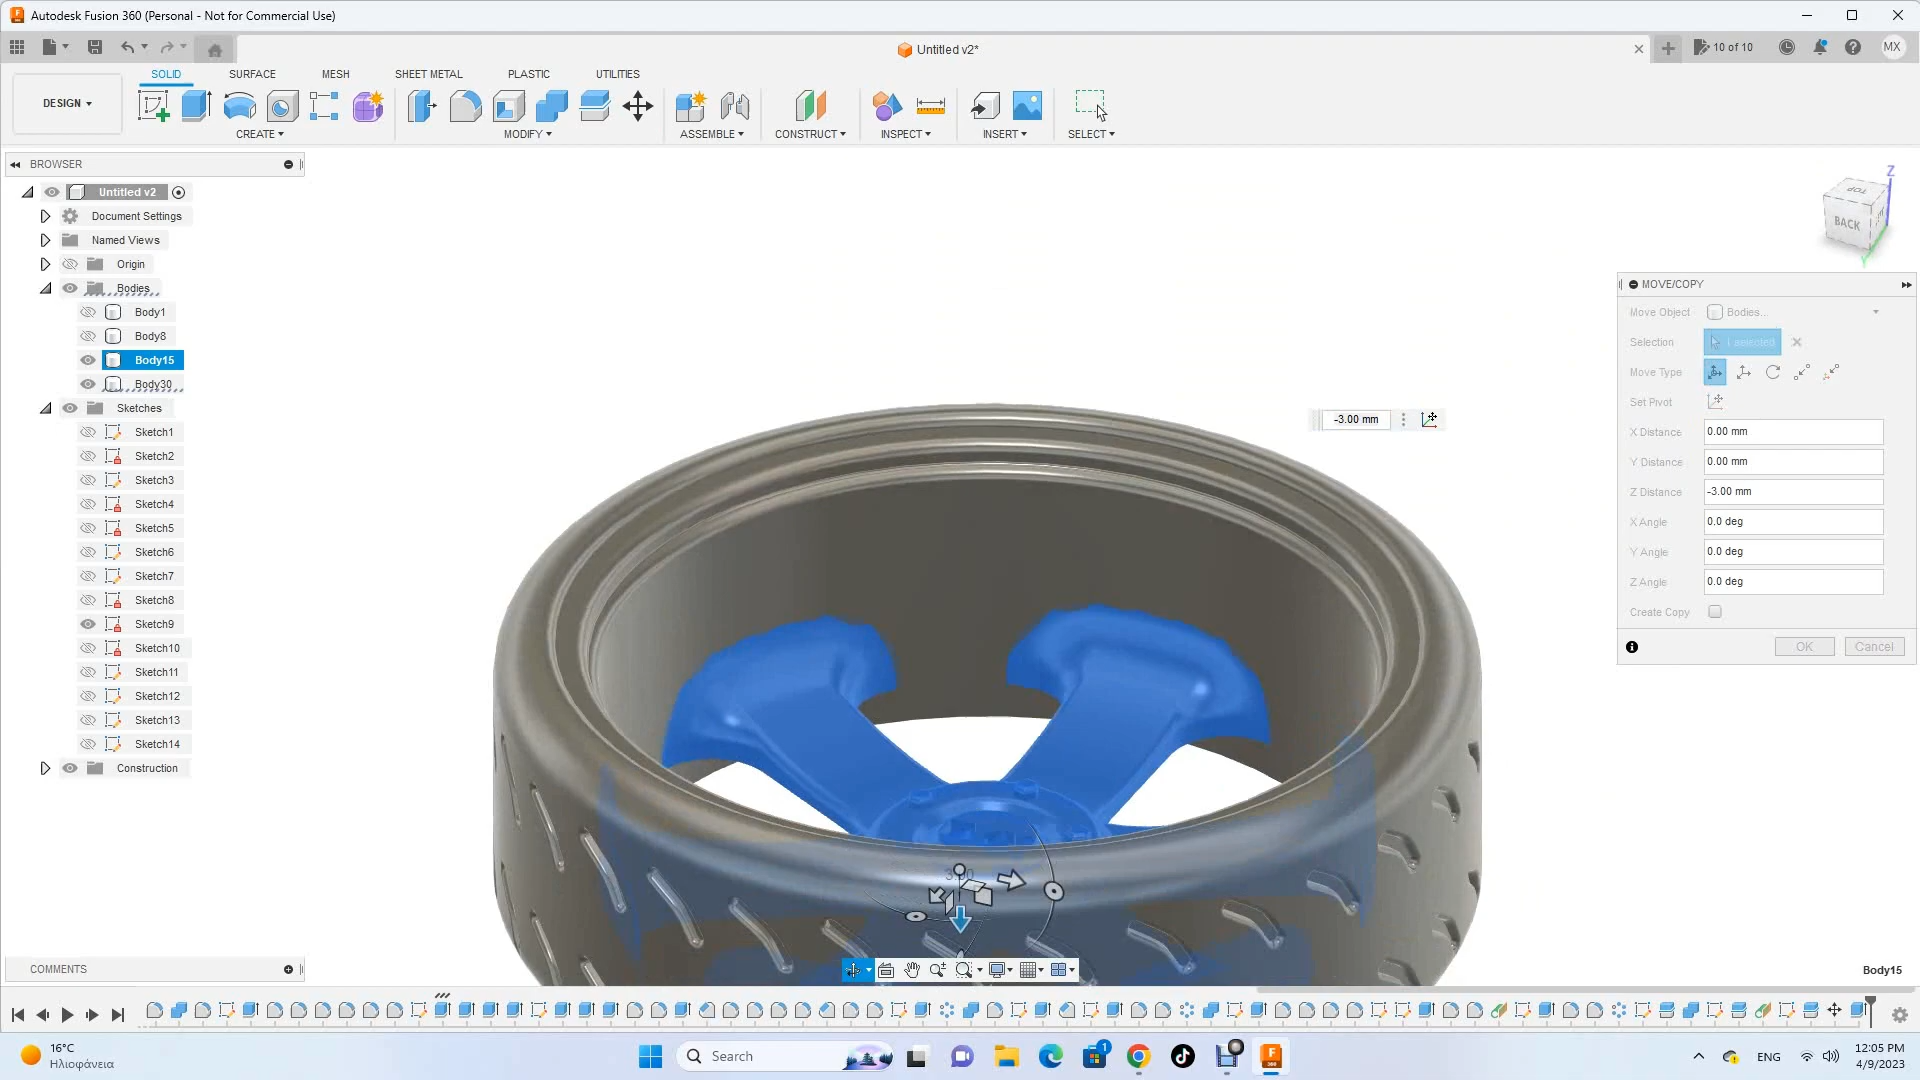 Autodesk Fusion 360 (Personal - Not for Commercial Use)
Untitled v2*
10 of 10
MX
DESIGN
SOLID
SURFACE
MESH
SHEET METAL
PLASTIC
UTILITIES
CREATE
MODIFY
ASSEMBLE
CONSTRUCT
INSPECT
INSERT
SELECT
BROWSER
Untitled v2
Document Settings
Named Views
Origin
Bodies
Body1
Body8
Body15
Body30
Sketches
Sketch1
Sketch2
Sketch3
Sketch4
Sketch5
Sketch6
Sketch7
Sketch8
Sketch9
Sketch10
Sketch11
Sketch12
Sketch13
Sketch14
Construction
Z
TOP
BACK
Y
-3.00 mm
3.00
MOVE/COPY
Move Object
Bodies...
Selection
1 selected
Move Type
Set Pivot
X Distance
0.00 mm
Y Distance
0.00 mm
Z Distance
-3.00 mm
X Angle
0.0 deg
Y Angle
0.0 deg
Z Angle
0.0 deg
Create Copy
OK
Cancel
COMMENTS
Body15
16°C
Ηλιοφάνεια
Search
1
F
360
ENG
12:05 PM
4/9/2023